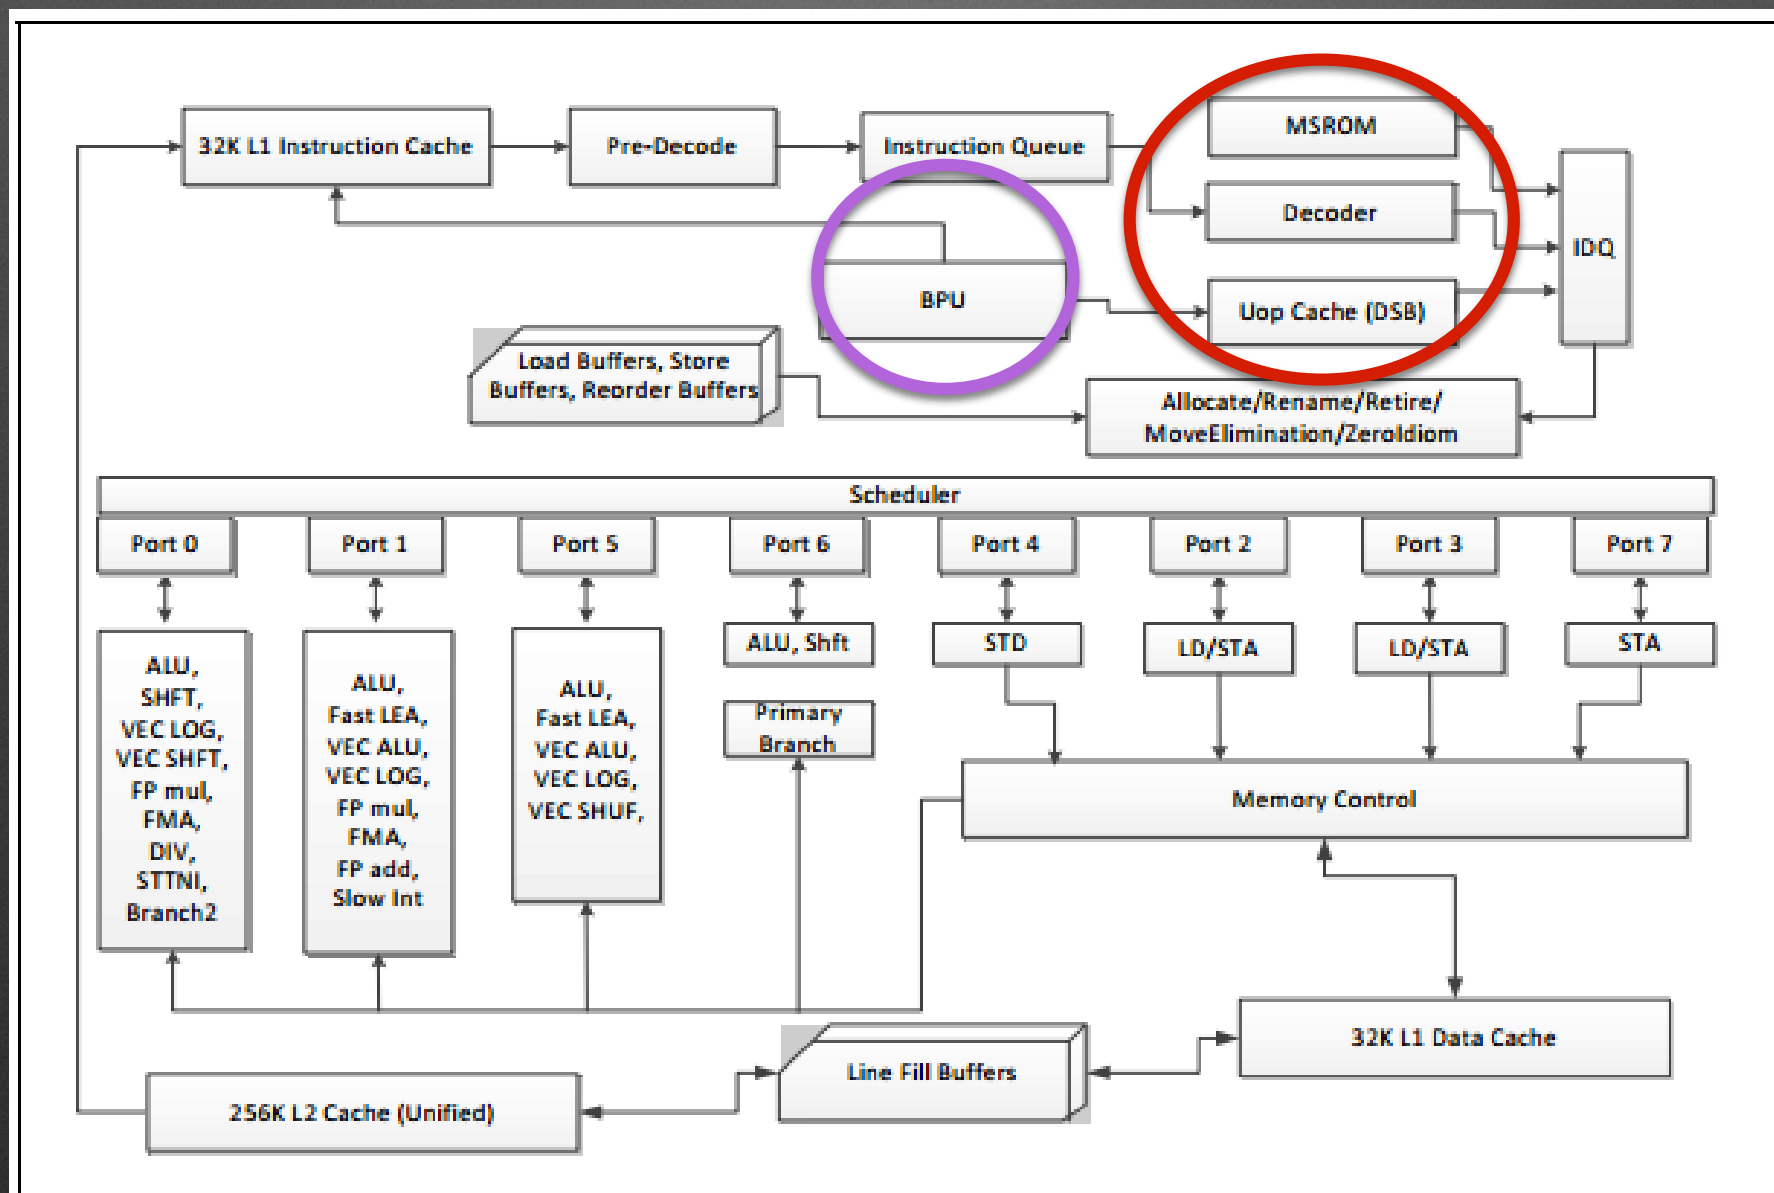 32K L1 Instruction Cache
Pre-Decode
Instruction Queue
MSROM
Decoder
Uop Cache (DSB)
IDQ
BPU
Load Buffers, Store
Buffers, Reorder Buffers
Allocate/Rename/Retire/
MoveElimination/ZeroIdiom
Scheduler
Port 0
Port 1
Port 5
Port 6
Port 4
Port 2
Port 3
Port 7
ALU,
SHFT,
VEC LOG,
VEC SHFT,
FP mul,
FMA,
DIV,
STTNI,
Branch2
ALU,
Fast LEA,
VEC ALU,
VEC LOG,
FP mul,
FMA,
FP add,
Slow Int
ALU,
Fast LEA,
VEC ALU,
VEC LOG,
VEC SHUF,
ALU, Shft
Primary
Branch
STD
LD/STA
LD/STA
STA
Memory Control
32K L1 Data Cache
Line Fill Buffers
256K L2 Cache (Unified)